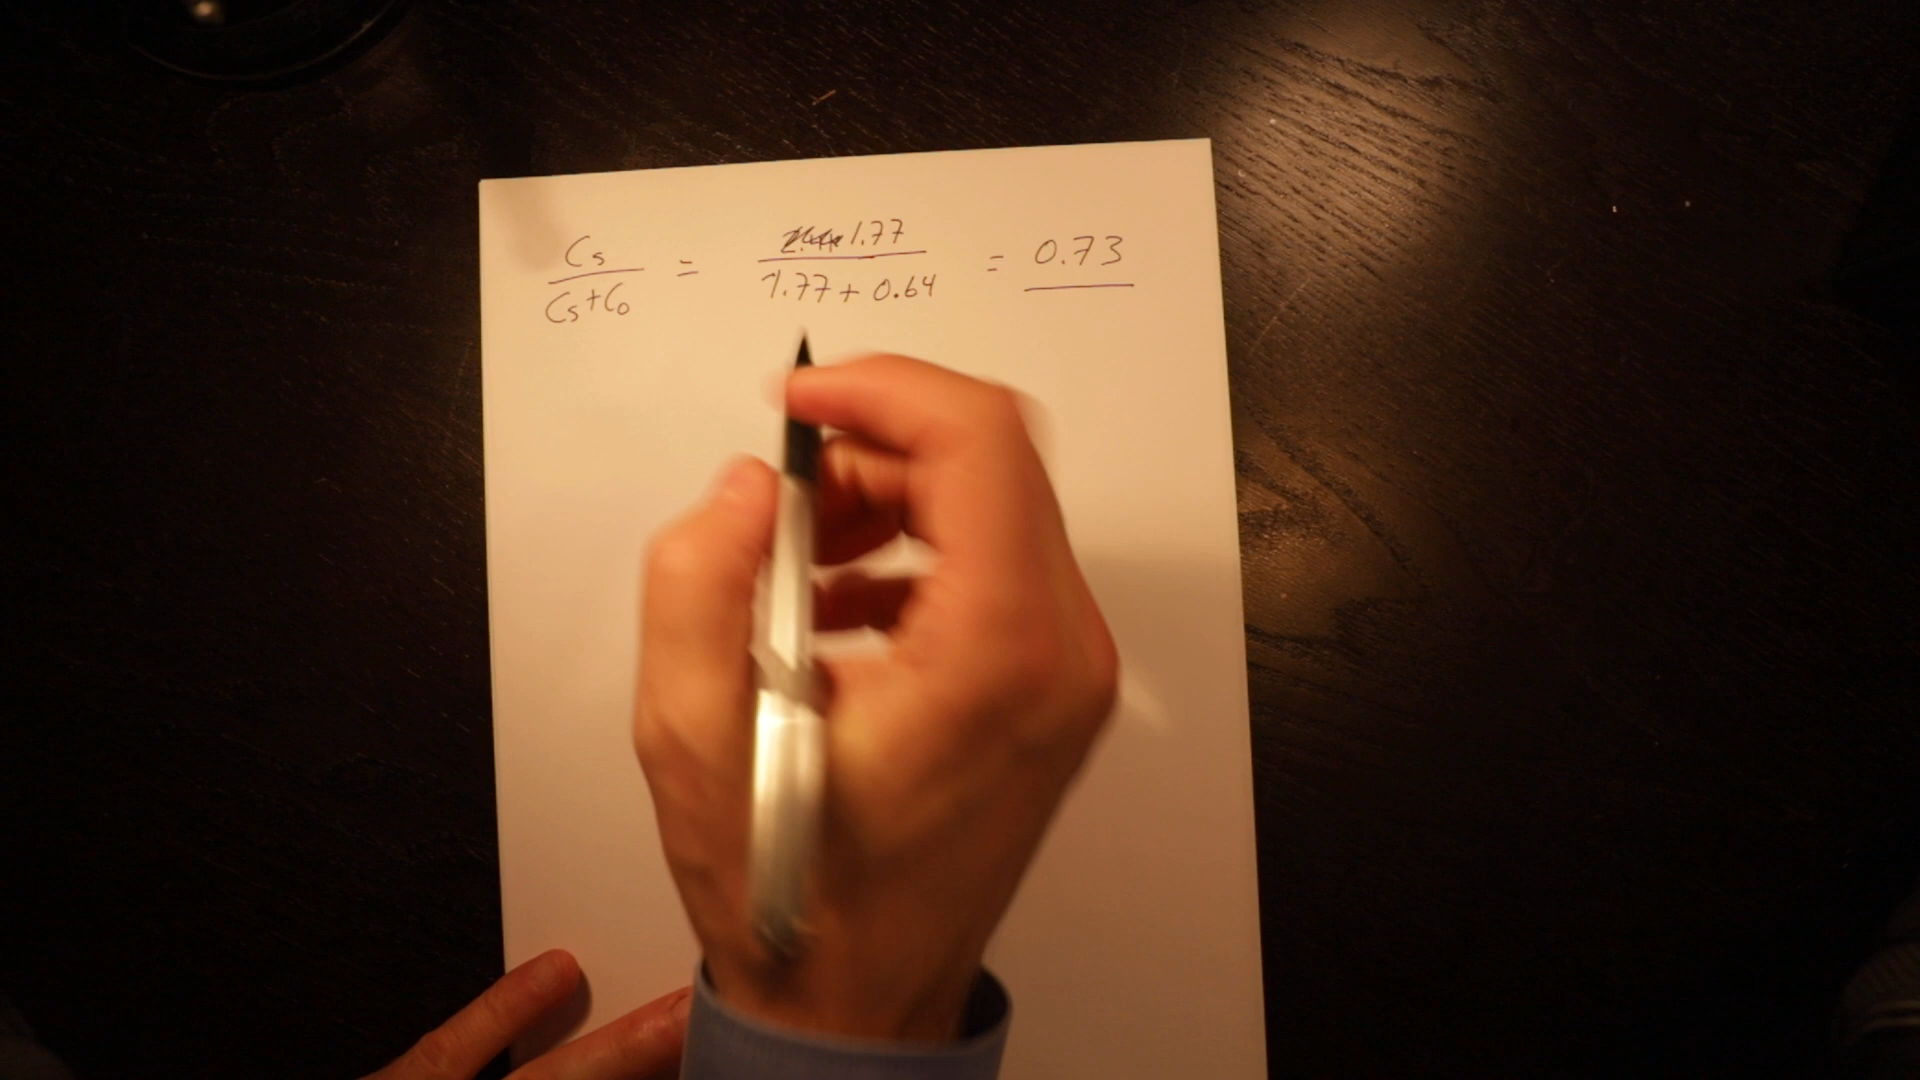 Cs / Cs+Co = 1.77 / 1.77 + 0.64 = 0.73